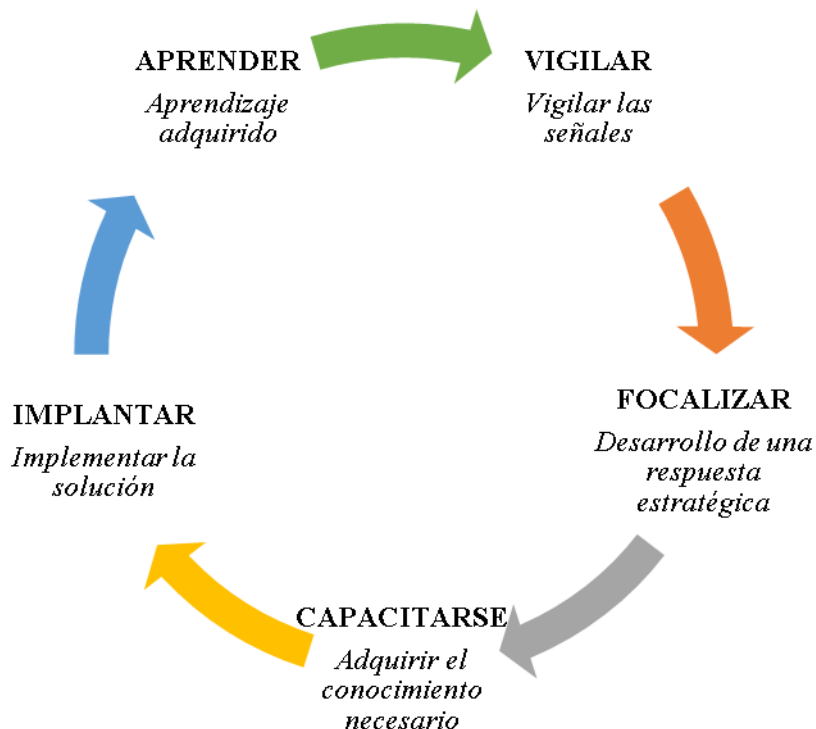 APRENDER
Aprendizaje
adquirido
VIGILAR
Vigilar las
señales
FOCALIZAR
Desarrollo de una
respuesta
estratégica
CAPACITARSE
Adquirir el
conocimiento
necesario
IMPLANTAR
Implementar la
solución